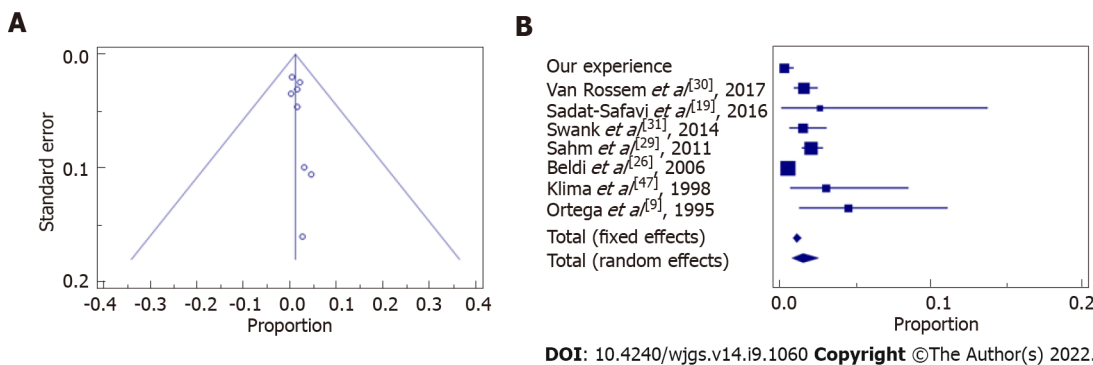 A
0.0
0.1
0.2
Standard error
-0.4 -0.3 -0.2 -0.1 0.0 0.1 0.2 0.3 0.4
Proportion
B
Our experience
Van Rossem et al[30], 2017
Sadat-Safavi et al[19], 2016
Swank et al[31], 2014
Sahm et al[29], 2011
Beldi et al[26], 2006
Klima et al[47], 1998
Ortega et al[9], 1995
Total (fixed effects)
Total (random effects)
0.0 0.1 0.2
Proportion
DOI: 10.4240/wjgs.v14.i9.1060 Copyright ©The Author(s) 2022.